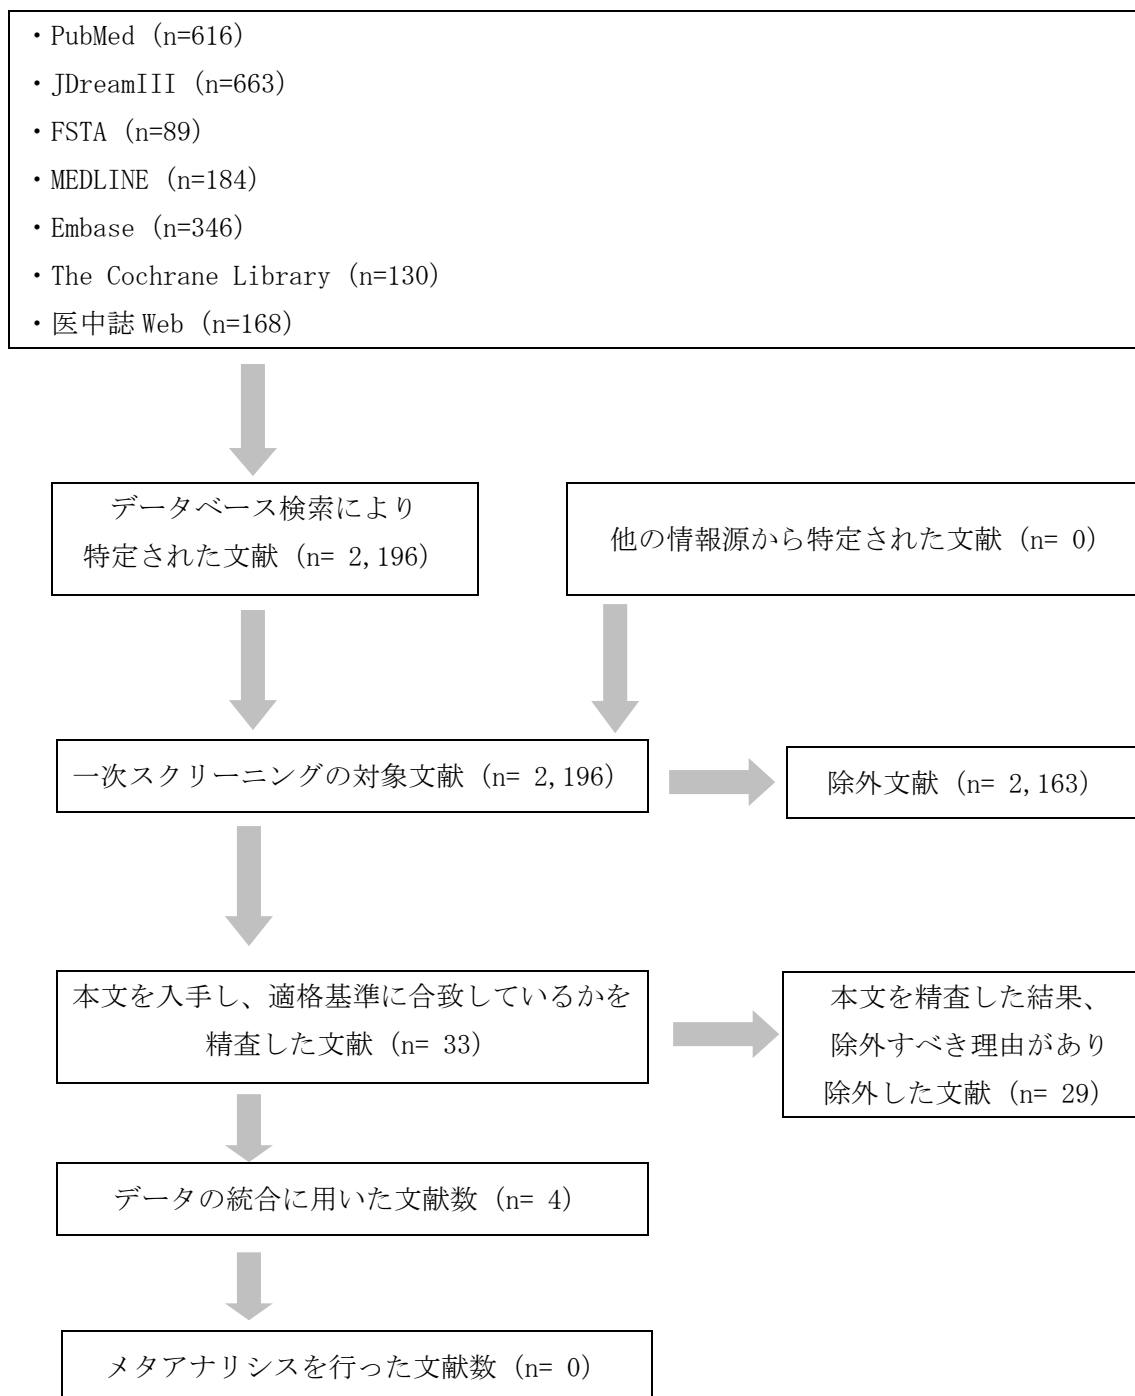 ・PubMed (n=616)
・JDreamIII (n=663)
・FSTA (n=89)
・MEDLINE (n=184)
・Embase (n=346)
・The Cochrane Library (n=130)
・医中誌 Web (n=168)
データベース検索により
特定された文献 (n= 2,196)
他の情報源から特定された文献 (n= 0)
一次スクリーニングの対象文献 (n= 2,196)
除外文献 (n= 2,163)
本文を入手し、適格基準に合致しているかを
精査した文献 (n= 33)
本文を精査した結果、
除外すべき理由があり
除外した文献 (n= 29)
データの統合に用いた文献数 (n= 4)
メタアナリシスを行った文献数 (n= 0)